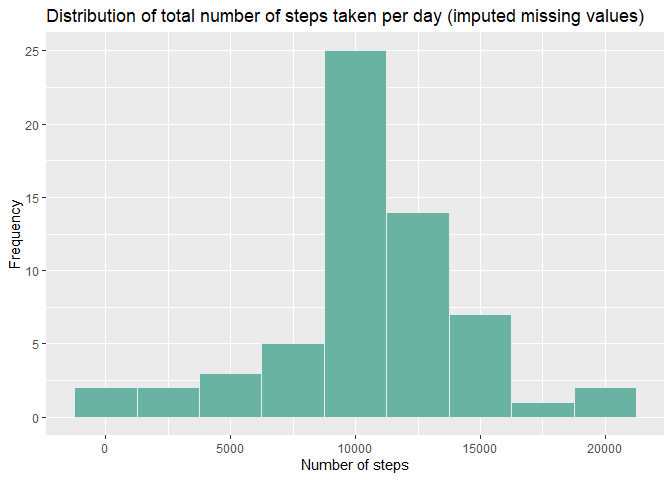 Distribution of total number of steps taken per day (imputed missing values)
25
20
15
10
5
0
Frequency
0 5000 10000 15000 20000
Number of steps